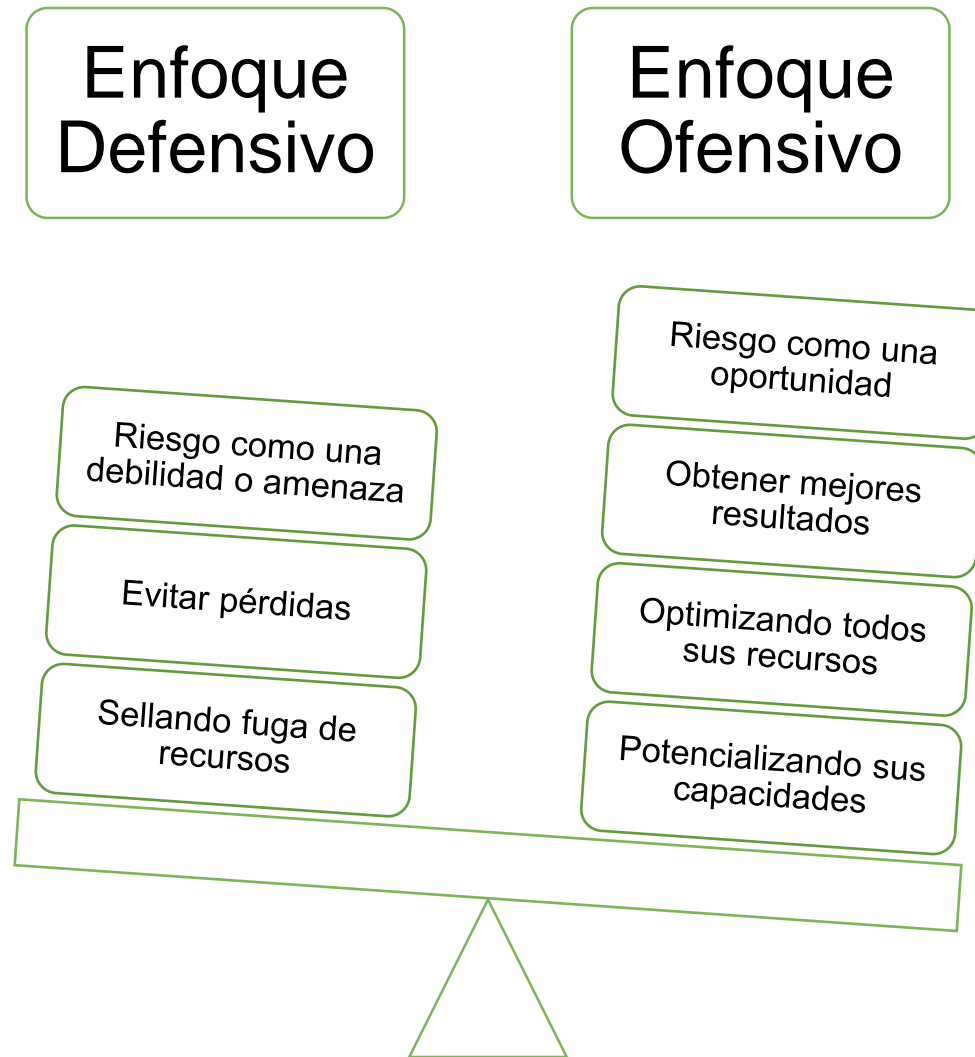 Enfoque
Defensivo
Enfoque
Ofensivo
Riesgo como una
debilidad o amenaza
Evitar pérdidas
Sellando fuga de
recursos
Riesgo como una
oportunidad
Obtener mejores
resultados
Optimizando todos
sus recursos
Potencializando sus
capacidades